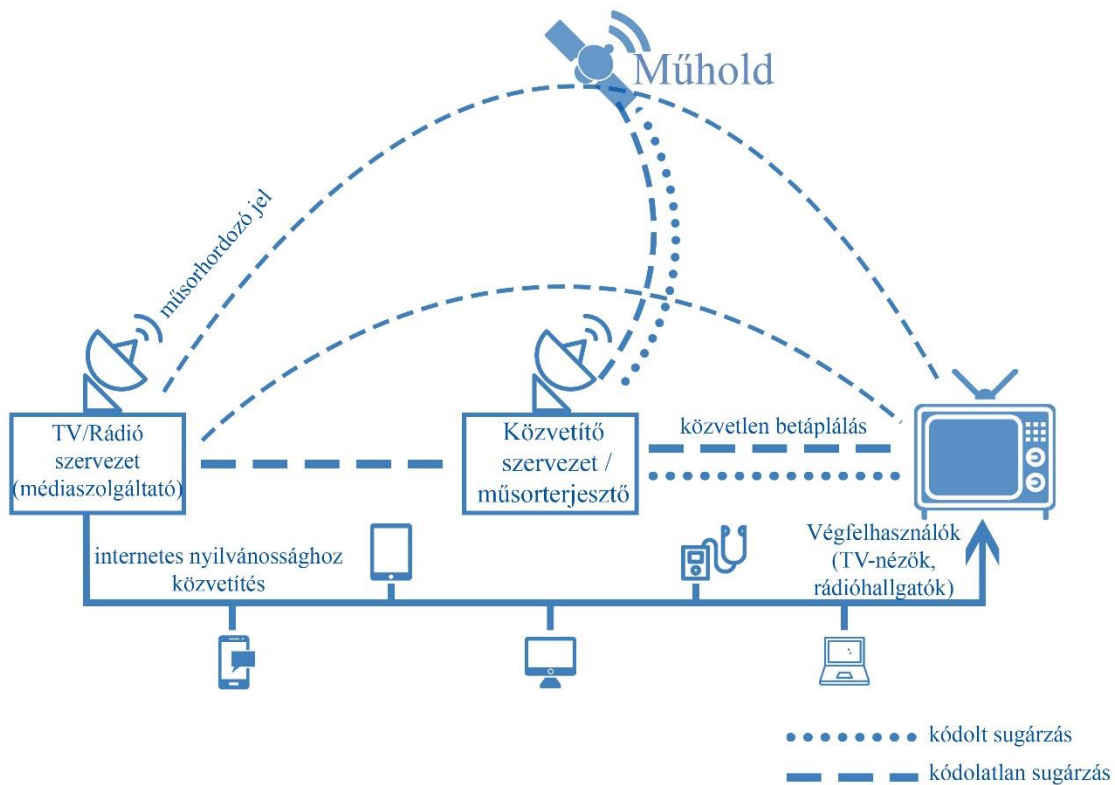 Műhold
műsorhordozó jel
TV/Rádió
szervezet
(médiaszolgáltató)
Közvetítő
szervezet /
műsorterjesztő
közvetlen betáplálás
internetes nyilvánossághoz
közvetítés
Végfelhasználók
(TV-nézők,
rádióhallgatók)
kódolt sugárzás
kódolatlan sugárzás